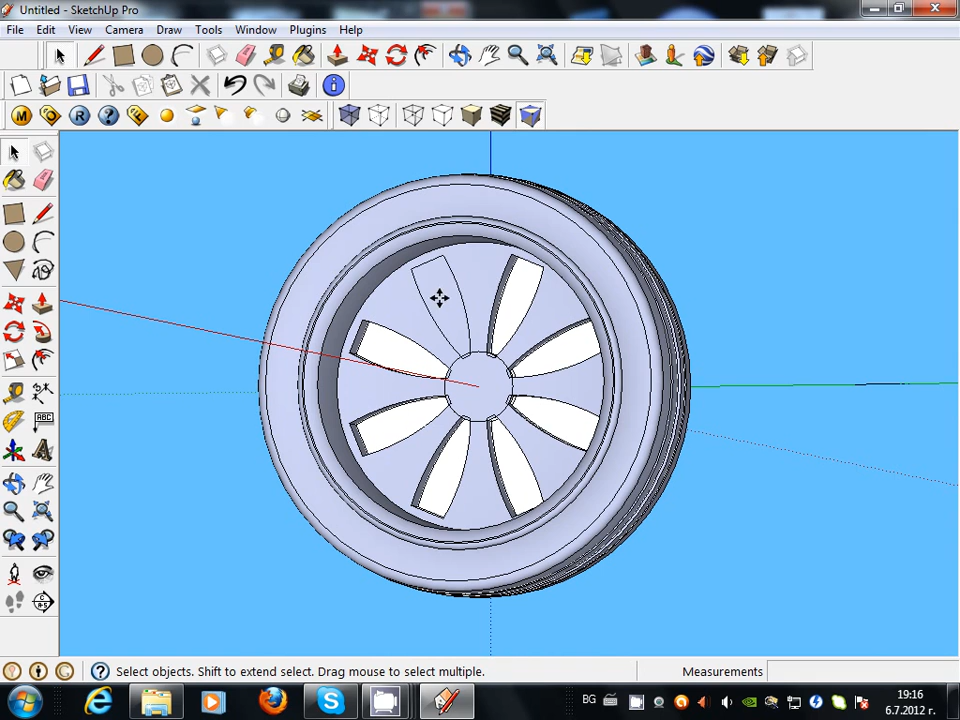 Untitled - SketchUp Pro
File Edit View Camera Draw Tools Window Plugins Help
M R ?
ABC
Select objects. Shift to extend select. Drag mouse to select multiple. Measurements
BG 19:16
6.7.2012 г.